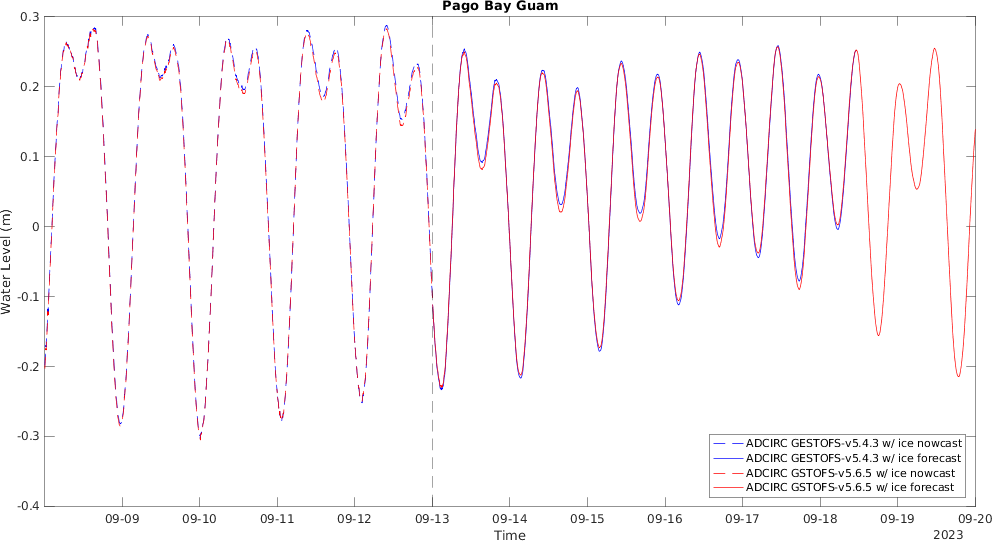 Pago Bay Guam
0.3
0.2
0.1
0
-0.1
-0.2
-0.3
-0.4
Water Level (m)
ADCIRC GESTOFS-v5.4.3 w/ ice nowcast
ADCIRC GESTOFS-v5.4.3 w/ ice forecast
ADCIRC GSTOFS-v5.6.5 w/ ice nowcast
ADCIRC GSTOFS-v5.6.5 w/ ice forecast
09-09 09-10 09-11 09-12 09-13 09-14 09-15 09-16 09-17 09-18 09-19 09-20
Time
2023